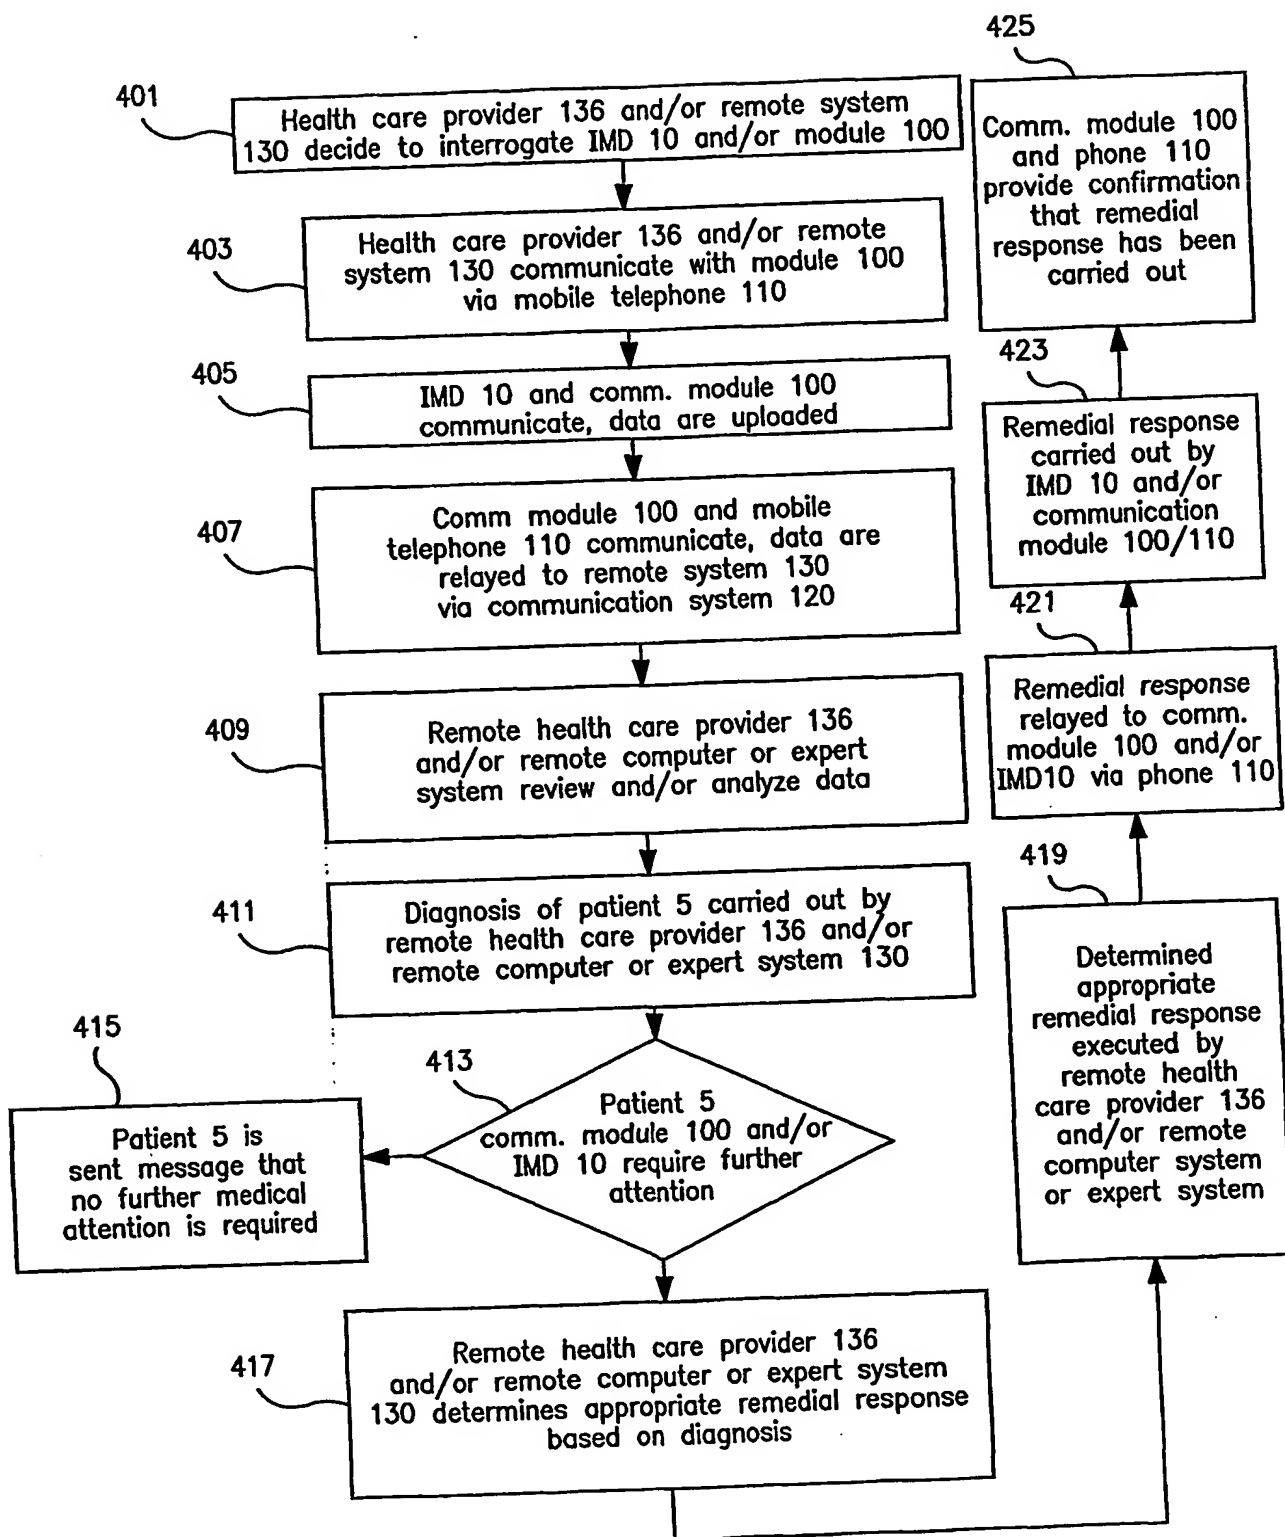 401
Health care provider 136 and/or remote system
130 decide to interrogate IMD 10 and/or module 100
403
Health care provider 136 and/or remote
system 130 communicate with module 100
via mobile telephone 110
405
IMD 10 and comm. module 100
communicate, data are uploaded
407
Comm module 100 and mobile
telephone 110 communicate, data are
relayed to remote system 130
via communication system 120
409
Remote health care provider 136
and/or remote computer or expert
system review and/or analyze data
411
Diagnosis of patient 5 carried out by
remote health care provider 136 and/or
remote computer or expert system 130
413
Patient 5
comm. module 100 and/or
IMD 10 require further
attention
415
Patient 5 is
sent message that
no further medical
attention is required
417
Remote health care provider 136
and/or remote computer or expert system
130 determines appropriate remedial response
based on diagnosis
419
Determined
appropriate
remedial response
executed by
remote health
care provider 136
and/or remote
computer system
or expert system
421
Remedial response
relayed to comm.
module 100 and/or
IMD10 via phone 110
423
Remedial response
carried out by
IMD 10 and/or
communication
module 100/110
425
Comm. module 100
and phone 110
provide confirmation
that remedial
response has been
carried out